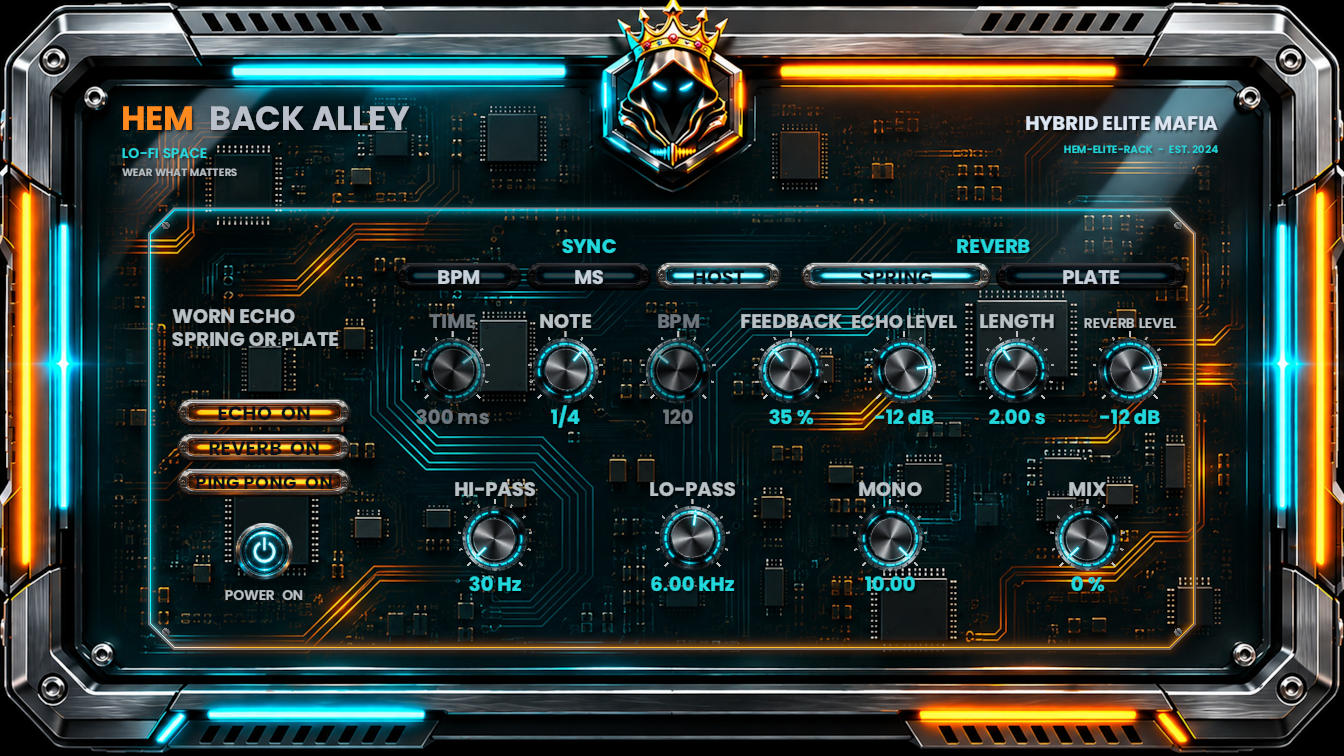 HEM BACK ALLEY
LO-FI SPACE
WEAR WHAT MATTERS
HYBRID ELITE MAFIA
HEM-ELITE-RACK - EST. 2024
SYNC
REVERB
BPM MS HOST SPRING PLATE
WORN ECHO
SPRING OR PLATE
TIME NOTE BPM FEEDBACK ECHO LEVEL LENGTH REVERB LEVEL
300 ms 1/4 120 35 % -12 dB 2.00 s -12 dB
ECHO ON
REVERB ON
PING PONG ON
HI-PASS LO-PASS MONO MIX
30 Hz 6.00 kHz 10.00 0 %
POWER ON